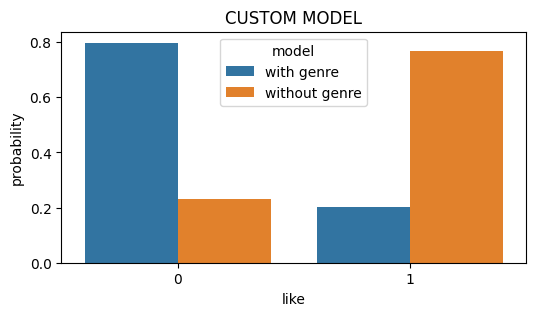 CUSTOM MODEL
model
with genre
without genre
probability
0.8
0.6
0.4
0.2
0.0
0
1
like